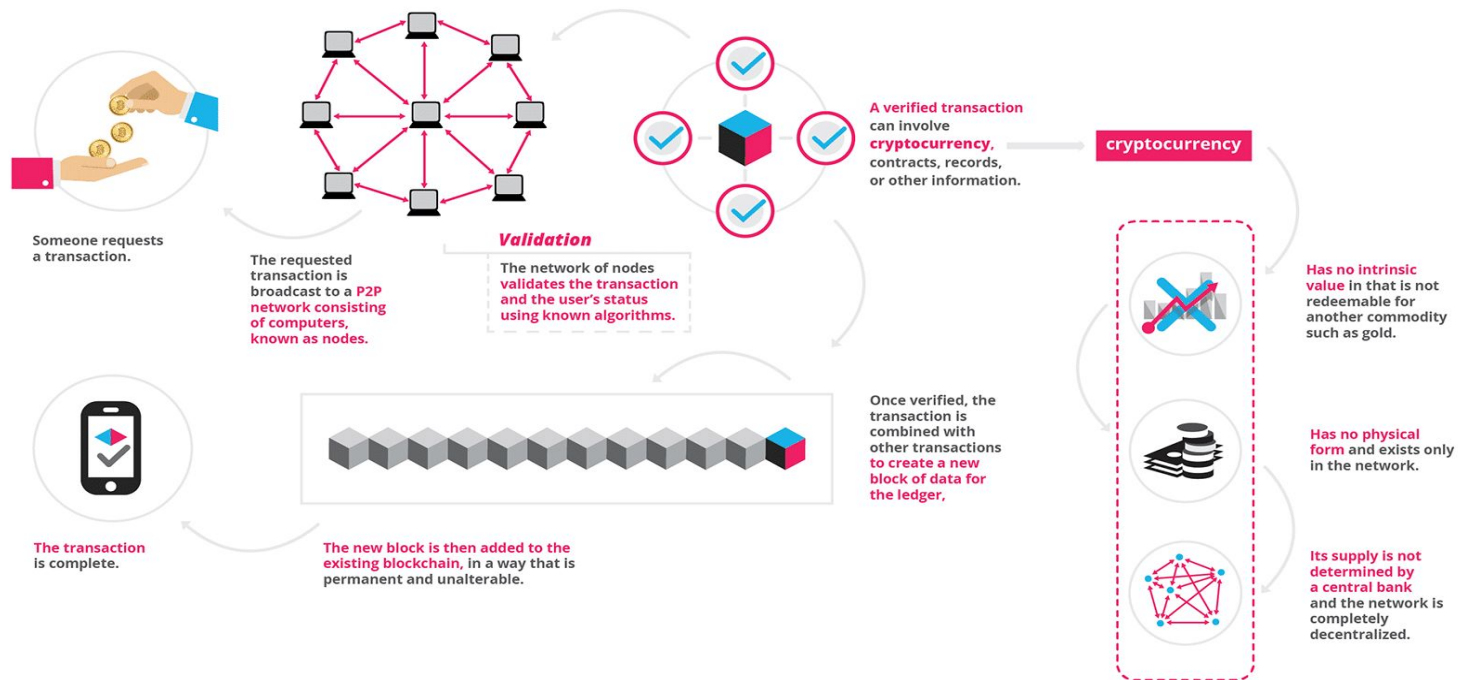 Someone requests
a transaction.
The requested
transaction is
broadcast to a P2P
network consisting
of computers,
known as nodes.
Validation
The network of nodes
validates the transaction
and the user's status
using known algorithms.
A verified transaction
can involve
cryptocurrency,
contracts, records,
or other information.
cryptocurrency
Has no intrinsic
value in that is not
redeemable for
another commodity
such as gold.
Has no physical
form and exists only
in the network.
Its supply is not
determined by
a central bank
and the network is
completely
decentralized.
Once verified, the
transaction is
combined with
other transactions
to create a new
block of data for
the ledger,
The new block is then added to the
existing blockchain, in a way that is
permanent and unalterable.
The transaction
is complete.